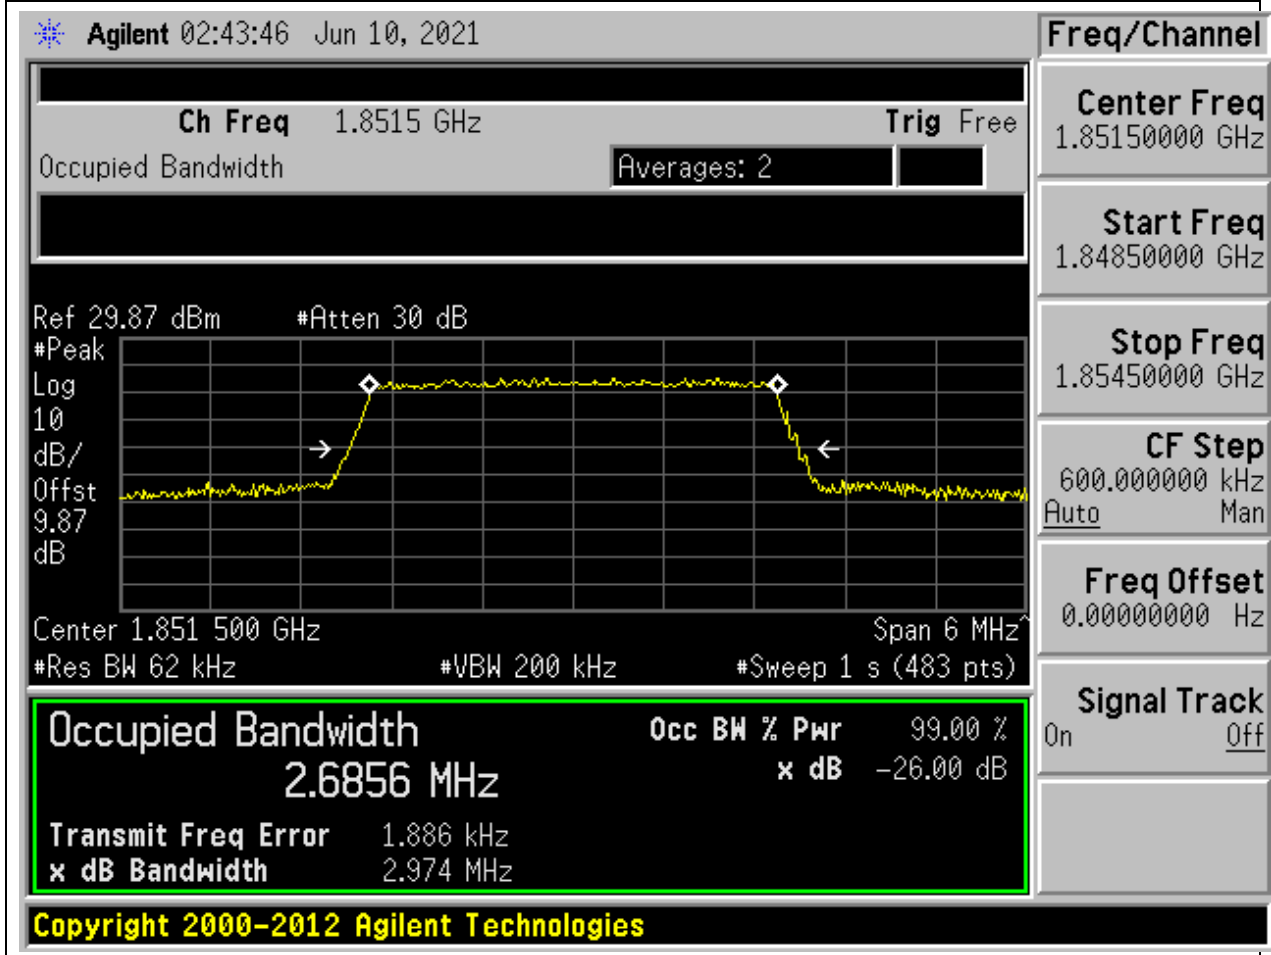 Agilent 02:43:46 Jun 10, 2021
Freq/Channel
Ch Freq 1.8515 GHz Trig Free
Occupied Bandwidth Averages: 2
Center Freq
1.85150000 GHz
Start Freq
1.84850000 GHz
Stop Freq
1.85450000 GHz
CF Step
600.000000 kHz
Auto Man
Freq Offset
0.00000000 Hz
Signal Track
On Off
Ref 29.87 dBm #Atten 30 dB
#Peak
Log
10
dB/
Offst
9.87
dB
Center 1.851 500 GHz Span 6 MHz^
#Res BW 62 kHz #VBW 200 kHz #Sweep 1 s (483 pts)
Occupied Bandwidth Occ BW % Pwr 99.00 %
2.6856 MHz x dB -26.00 dB
Transmit Freq Error 1.886 kHz
x dB Bandwidth 2.974 MHz
Copyright 2000-2012 Agilent Technologies